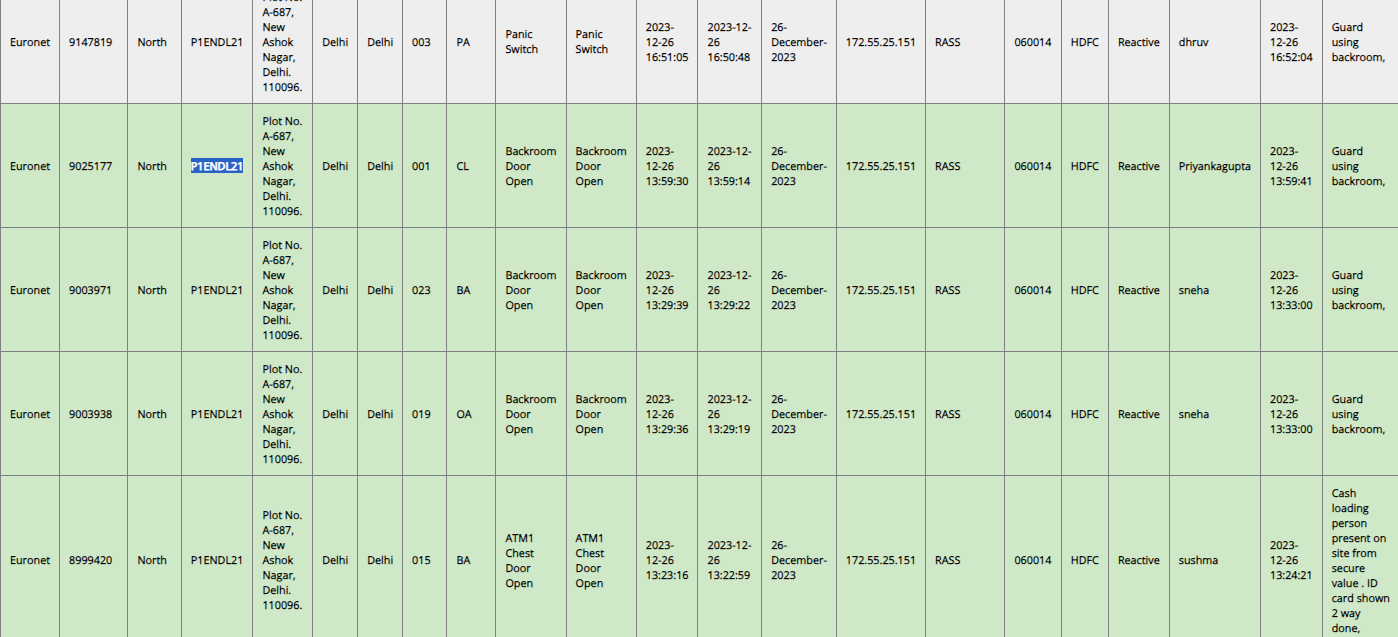 Euronet
9147819
North
P1ENDL21
A-687,
New
Ashok
Nagar,
Delhi.
110096.
Delhi
Delhi
003
PA
Panic
Switch
Panic
Switch
2023-
12-26
16:51:05
2023-12-
26
16:50:48
26-
December-
2023
172.55.25.151
RASS
060014
HDFC
Reactive
dhruv
2023-
12-26
16:52:04
Guard
using
backroom,
Euronet
9025177
North
P1ENDL21
Plot No.
A-687,
New
Ashok
Nagar,
Delhi.
110096.
Delhi
Delhi
001
CL
Backroom
Door
Open
Backroom
Door
Open
2023-
12-26
13:59:30
2023-12-
26
13:59:14
26-
December-
2023
172.55.25.151
RASS
060014
HDFC
Reactive
Priyankagupta
2023-
12-26
13:59:41
Guard
using
backroom,
Euronet
9003971
North
P1ENDL21
Plot No.
A-687,
New
Ashok
Nagar,
Delhi.
110096.
Delhi
Delhi
023
BA
Backroom
Door
Open
Backroom
Door
Open
2023-
12-26
13:29:39
2023-12-
26
13:29:22
26-
December-
2023
172.55.25.151
RASS
060014
HDFC
Reactive
sneha
2023-
12-26
13:33:00
Guard
using
backroom,
Euronet
9003938
North
P1ENDL21
Plot No.
A-687,
New
Ashok
Nagar,
Delhi.
110096.
Delhi
Delhi
019
OA
Backroom
Door
Open
Backroom
Door
Open
2023-
12-26
13:29:36
2023-12-
26
13:29:19
26-
December-
2023
172.55.25.151
RASS
060014
HDFC
Reactive
sneha
2023-
12-26
13:33:00
Guard
using
backroom,
Euronet
8999420
North
P1ENDL21
Plot No.
A-687,
New
Ashok
Nagar,
Delhi.
110096.
Delhi
Delhi
015
BA
ATM1
Chest
Door
Open
ATM1
Chest
Door
Open
2023-
12-26
13:23:16
2023-12-
26
13:22:59
26-
December-
2023
172.55.25.151
RASS
060014
HDFC
Reactive
sushma
2023-
12-26
13:24:21
Cash
loading
person
present on
site from
secure
value . ID
card shown
2 way
done,